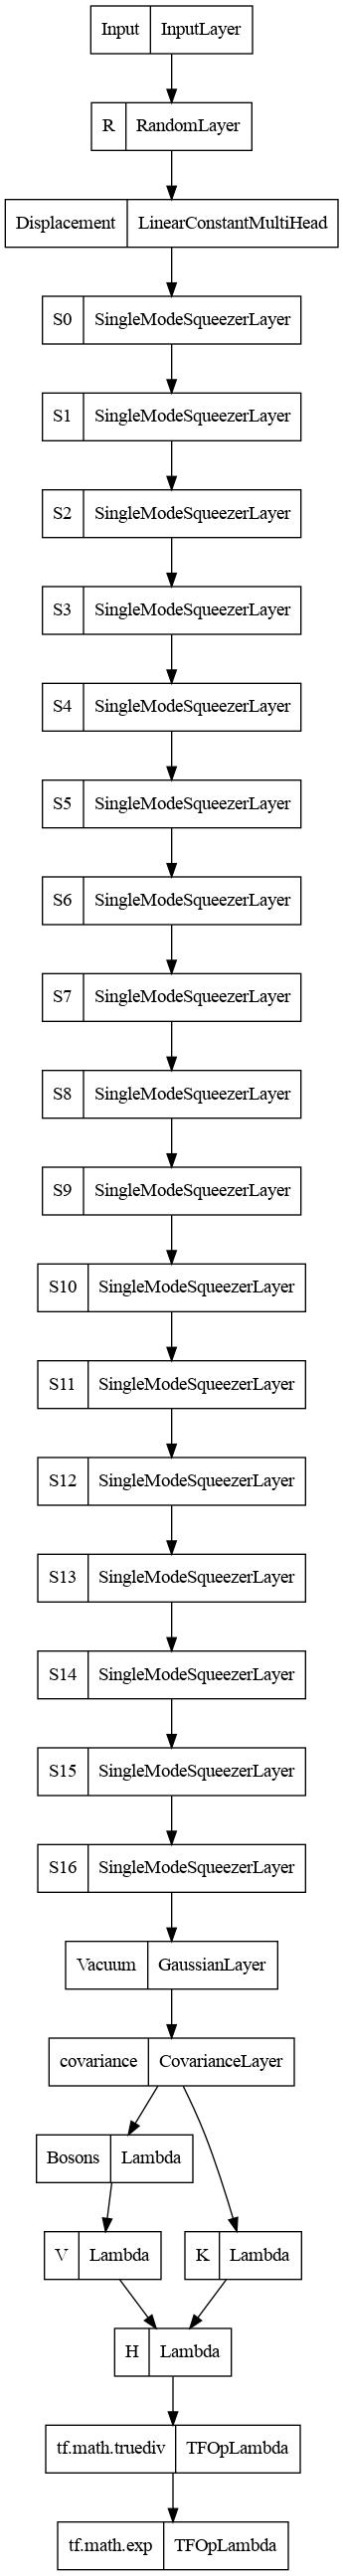 Input InputLayer
R RandomLayer
Displacement LinearConstantMultiHead
S0 SingleModeSqueezerLayer
S1 SingleModeSqueezerLayer
S2 SingleModeSqueezerLayer
S3 SingleModeSqueezerLayer
S4 SingleModeSqueezerLayer
S5 SingleModeSqueezerLayer
S6 SingleModeSqueezerLayer
S7 SingleModeSqueezerLayer
S8 SingleModeSqueezerLayer
S9 SingleModeSqueezerLayer
S10 SingleModeSqueezerLayer
S11 SingleModeSqueezerLayer
S12 SingleModeSqueezerLayer
S13 SingleModeSqueezerLayer
S14 SingleModeSqueezerLayer
S15 SingleModeSqueezerLayer
S16 SingleModeSqueezerLayer
Vacuum GaussianLayer
covariance CovarianceLayer
Bosons Lambda
V Lambda K Lambda
H Lambda
tf.math.truediv TFOpLambda
tf.math.exp TFOpLambda